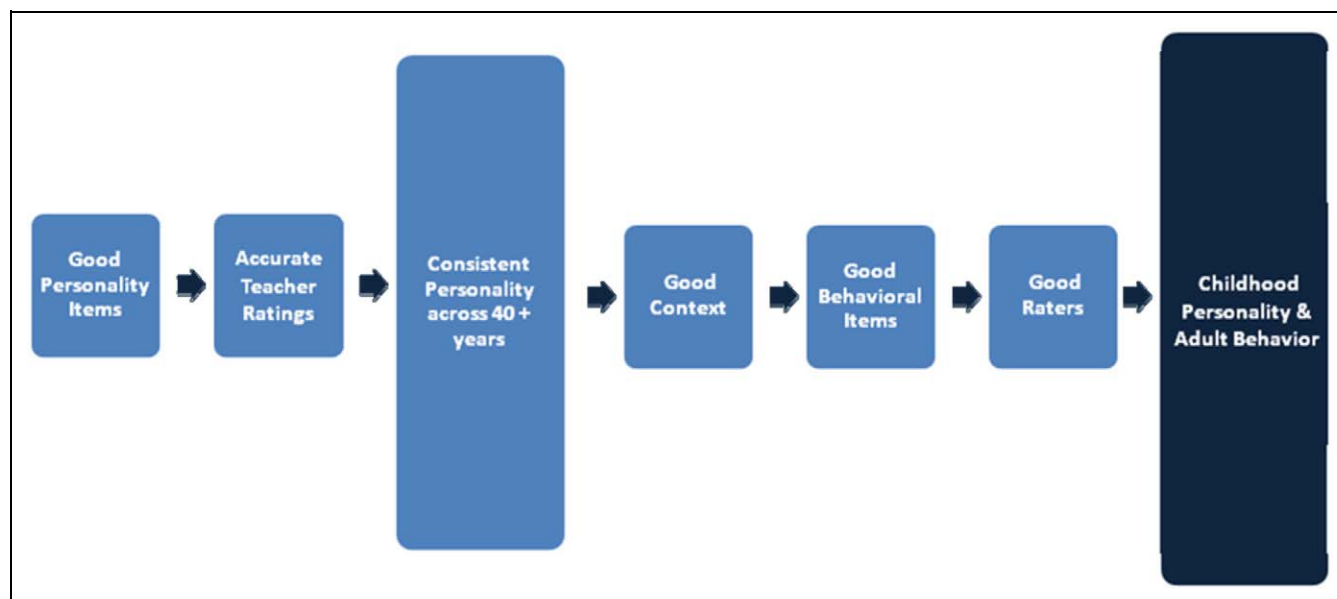 Good
Personality
Items
Accurate
Teacher
Ratings
Consistent
Personality
across 40 +
years
Good
Context
Good
Behavioral
Items
Good
Raters
Childhood
Personality &
Adult Behavior